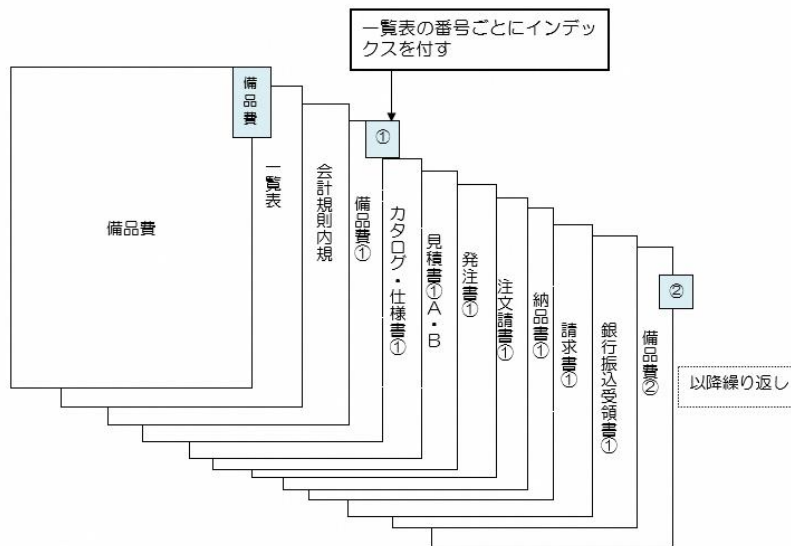 一覧表の番号ごとにインデッ
クスを付す
備品費
備品費
一覧表
会計規則内規
①
備品費①
カタログ・仕様書①
見積書①A・B
発注書①
注文請書①
納品書①
請求書①
銀行振込受領書①
備品費②
②
以降繰り返し